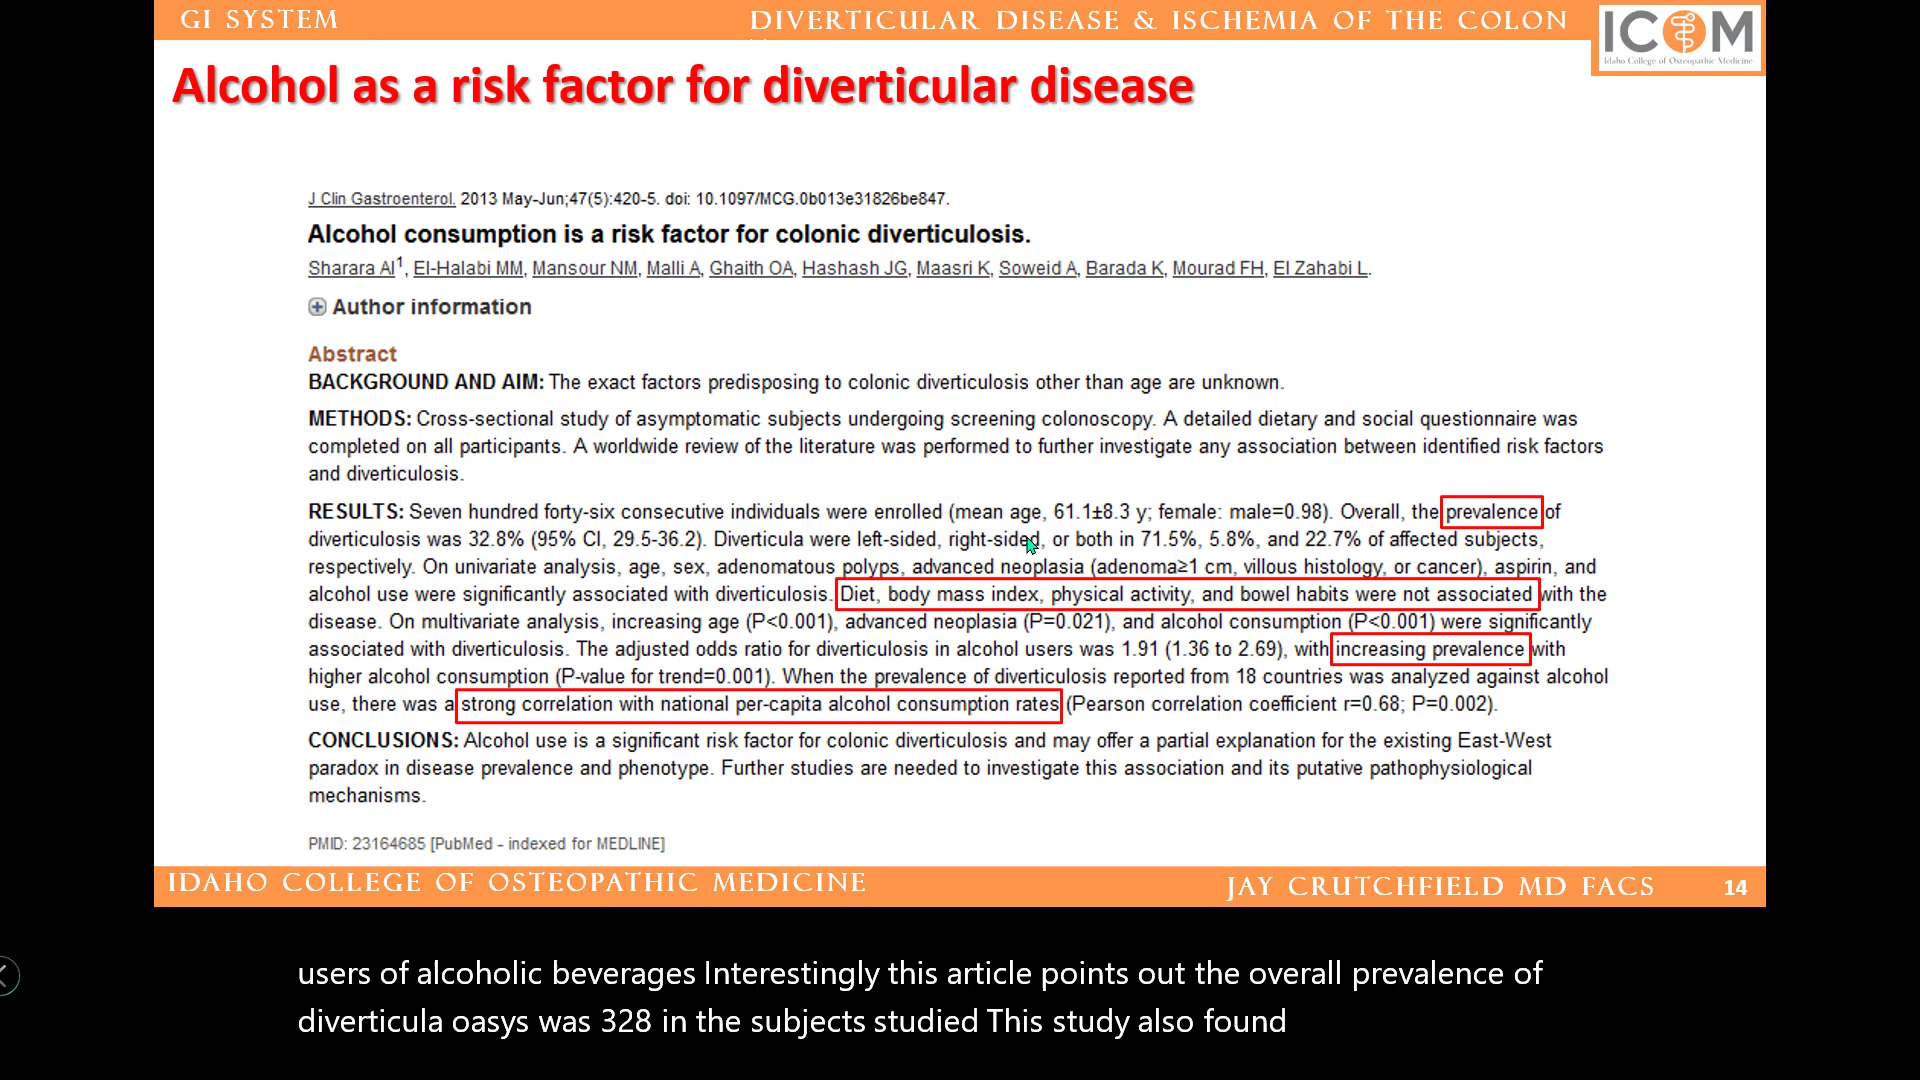 GI SYSTEM
DIVERTICULAR DISEASE & ISCHEMIA OF THE COLON
ICOM
Idaho College of Osteopathic Medicine
Alcohol as a risk factor for diverticular disease
J Clin Gastroenterol. 2013 May-Jun;47(5):420-5. doi: 10.1097/MCG.0b013e31826be847.
Alcohol consumption is a risk factor for colonic diverticulosis.
Sharara AI1, El-Halabi MM, Mansour NM, Malli A, Ghaith OA, Hashash JG, Maasri K, Soweid A, Barada K, Mourad FH, El Zahabi L.
Author information
Abstract
BACKGROUND AND AIM: The exact factors predisposing to colonic diverticulosis other than age are unknown.
METHODS: Cross-sectional study of asymptomatic subjects undergoing screening colonoscopy. A detailed dietary and social questionnaire was
completed on all participants. A worldwide review of the literature was performed to further investigate any association between identified risk factors
and diverticulosis.
RESULTS: Seven hundred forty-six consecutive individuals were enrolled (mean age, 61.1±8.3 y; female: male=0.98). Overall, the prevalence of
diverticulosis was 32.8% (95% CI, 29.5-36.2). Diverticula were left-sided, right-sided, or both in 71.5%, 5.8%, and 22.7% of affected subjects,
respectively. On univariate analysis, age, sex, adenomatous polyps, advanced neoplasia (adenoma≥1 cm, villous histology, or cancer), aspirin, and
alcohol use were significantly associated with diverticulosis. Diet, body mass index, physical activity, and bowel habits were not associated with the
disease. On multivariate analysis, increasing age (P<0.001), advanced neoplasia (P=0.021), and alcohol consumption (P<0.001) were significantly
associated with diverticulosis. The adjusted odds ratio for diverticulosis in alcohol users was 1.91 (1.36 to 2.69), with increasing prevalence with
higher alcohol consumption (P-value for trend=0.001). When the prevalence of diverticulosis reported from 18 countries was analyzed against alcohol
use, there was a strong correlation with national per-capita alcohol consumption rates (Pearson correlation coefficient r=0.68; P=0.002).
CONCLUSIONS: Alcohol use is a significant risk factor for colonic diverticulosis and may offer a partial explanation for the existing East-West
paradox in disease prevalence and phenotype. Further studies are needed to investigate this association and its putative pathophysiological
mechanisms.
PMID: 23164685 [PubMed - indexed for MEDLINE]
IDAHO COLLEGE OF OSTEOPATHIC MEDICINE
JAY CRUTCHFIELD MD FACS
14
users of alcoholic beverages Interestingly this article points out the overall prevalence of
diverticula oasys was 328 in the subjects studied This study also found